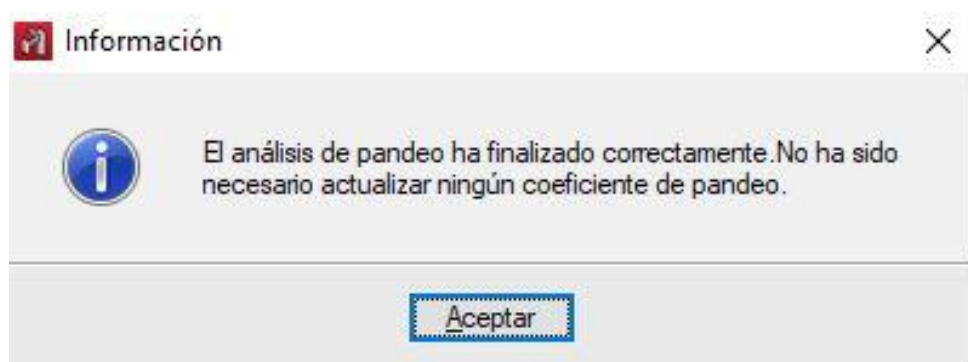 Información
El análisis de pandeo ha finalizado correctamente.No ha sido
necesario actualizar ningún coeficiente de pandeo.
Aceptar